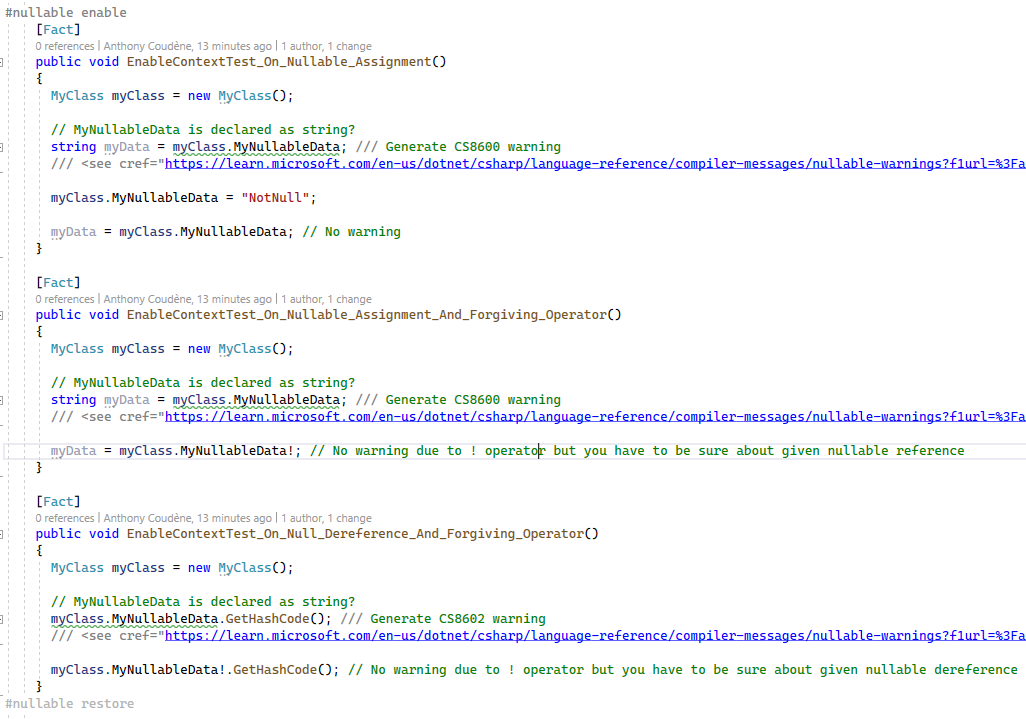 #nullable enable
[Fact]
0 references | Anthony Coudène, 13 minutes ago | 1 author, 1 change
public void EnableContextTest_On_Nullable_Assignment()
{
MyClass myClass = new MyClass();
// MyNullableData is declared as string?
string myData = myClass.MyNullableData; /// Generate CS8600 warning
/// <see cref="https://learn.microsoft.com/en-us/dotnet/csharp/language-reference/compiler-messages/nullable-warnings?f1url=%3Fa
myClass.MyNullableData = "NotNull";
myData = myClass.MyNullableData; // No warning
}
[Fact]
0 references | Anthony Coudène, 13 minutes ago | 1 author, 1 change
public void EnableContextTest_On_Nullable_Assignment_And_Forgiving_Operator()
{
MyClass myClass = new MyClass();
// MyNullableData is declared as string?
string myData = myClass.MyNullableData; /// Generate CS8600 warning
/// <see cref="https://learn.microsoft.com/en-us/dotnet/csharp/language-reference/compiler-messages/nullable-warnings?f1url=%3Fa
myData = myClass.MyNullableData!; // No warning due to ! operator but you have to be sure about given nullable reference
}
[Fact]
0 references | Anthony Coudène, 13 minutes ago | 1 author, 1 change
public void EnableContextTest_On_Null_Dereference_And_Forgiving_Operator()
{
MyClass myClass = new MyClass();
// MyNullableData is declared as string?
myClass.MyNullableData.GetHashCode(); /// Generate CS8602 warning
/// <see cref="https://learn.microsoft.com/en-us/dotnet/csharp/language-reference/compiler-messages/nullable-warnings?f1url=%3Fa
myClass.MyNullableData!.GetHashCode(); // No warning due to ! operator but you have to be sure about given nullable dereference
}
#nullable restore